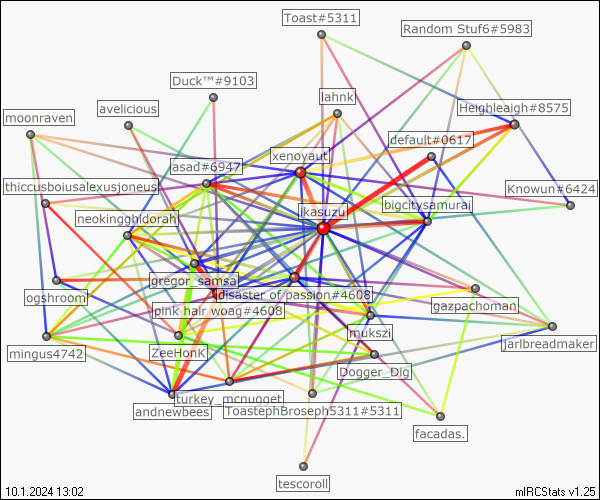 Toast#5311
Random Stuf6#5983
Duck™#9103
lahnk
avelicious
Heighleigh#8575
moonraven
default#0617
xenoyaut
asad#6947
thiccusboiusalexusjoneus
Knowun#6424
bigcitysamurai
ikasuzu
neokingghidorah
gregor_samsa
disaster of passion#4608
ogshroom
gazpachoman
pink hair woag#4608
mukszi
jarlbreadmaker
mingus4742
ZeeHonK
Dogger_Dig
turkey_mcnugget
andnewbees
ToastephBroseph5311#5311
facadas.
tescoroll
10.1.2024 13:02
mIRCStats v1.25